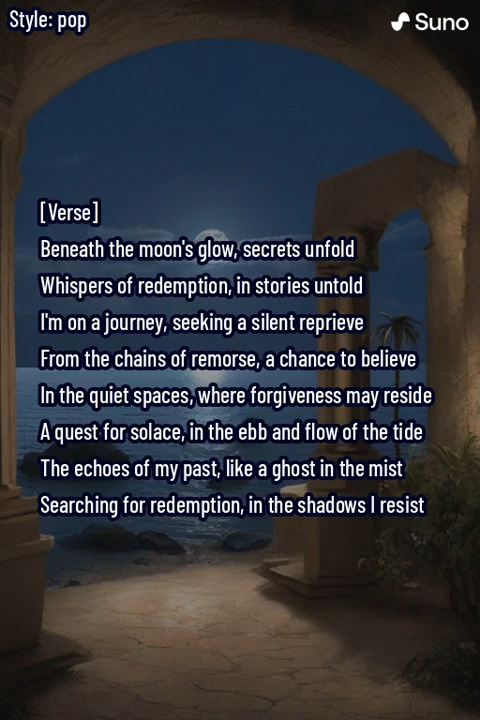 Style: pop
Suno
[Verse]
Beneath the moon's glow, secrets unfold
Whispers of redemption, in stories untold
I'm on a journey, seeking a silent reprieve
From the chains of remorse, a chance to believe
In the quiet spaces, where forgiveness may reside
A quest for solace, in the ebb and flow of the tide
The echoes of my past, like a ghost in the mist
Searching for redemption, in the shadows I resist